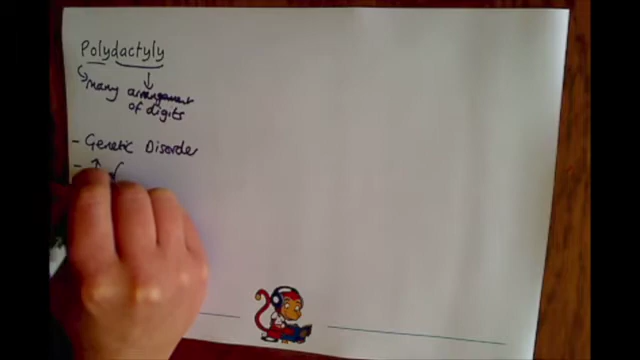 Polydactyly
many arrangement
of digits
- Genetic Disorder
- ↑